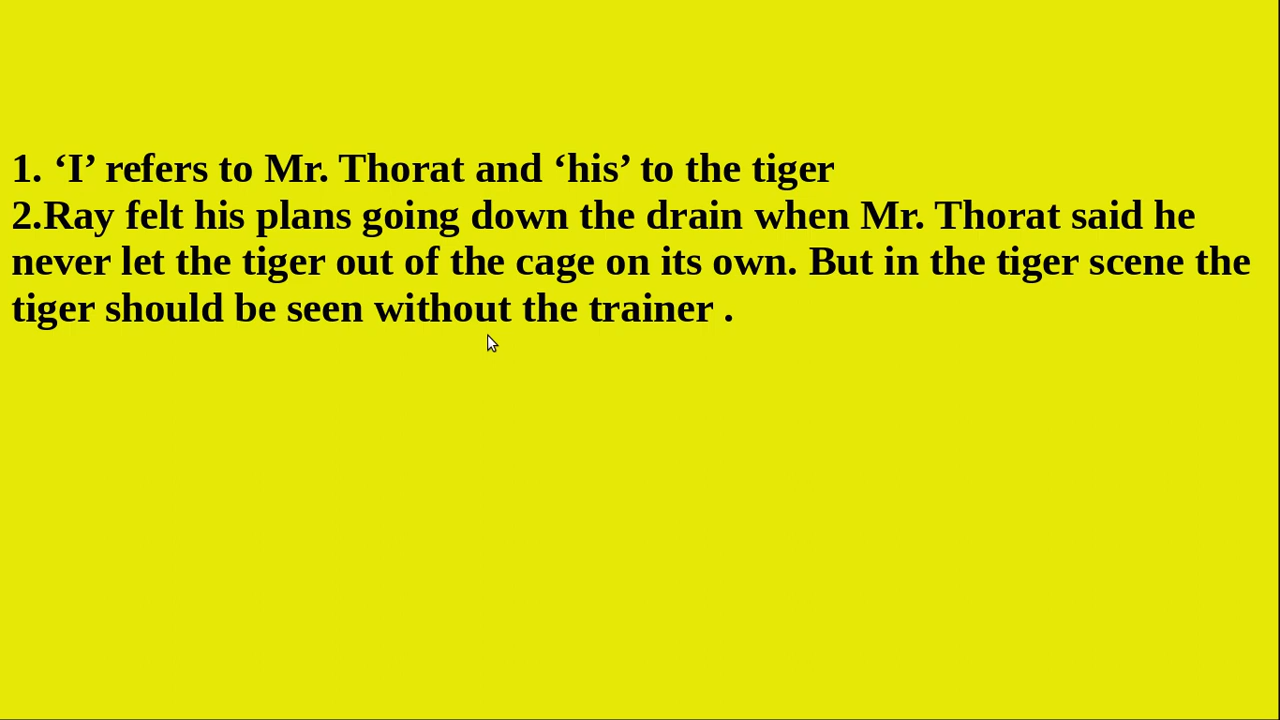 1. ‘I’ refers to Mr. Thorat and ‘his’ to the tiger
2.Ray felt his plans going down the drain when Mr. Thorat said he
never let the tiger out of the cage on its own. But in the tiger scene the
tiger should be seen without the trainer .